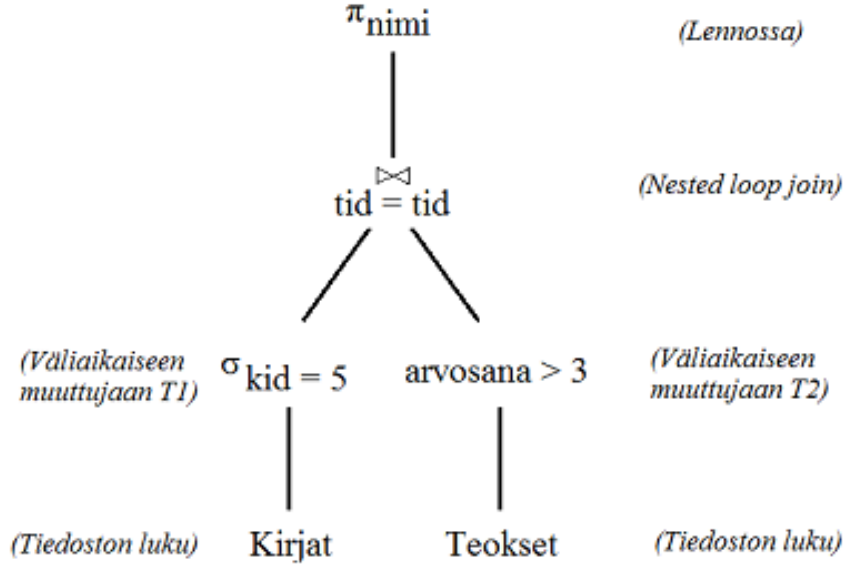 π nimi (Lennossa)
⋈
tid = tid (Nested loop join)
(Väliaikaiseen muuttujaan T1) σ kid = 5 arvosana > 3 (Väliaikaiseen muuttujaan T2)
(Tiedoston luku) Kirjat Teokset (Tiedoston luku)